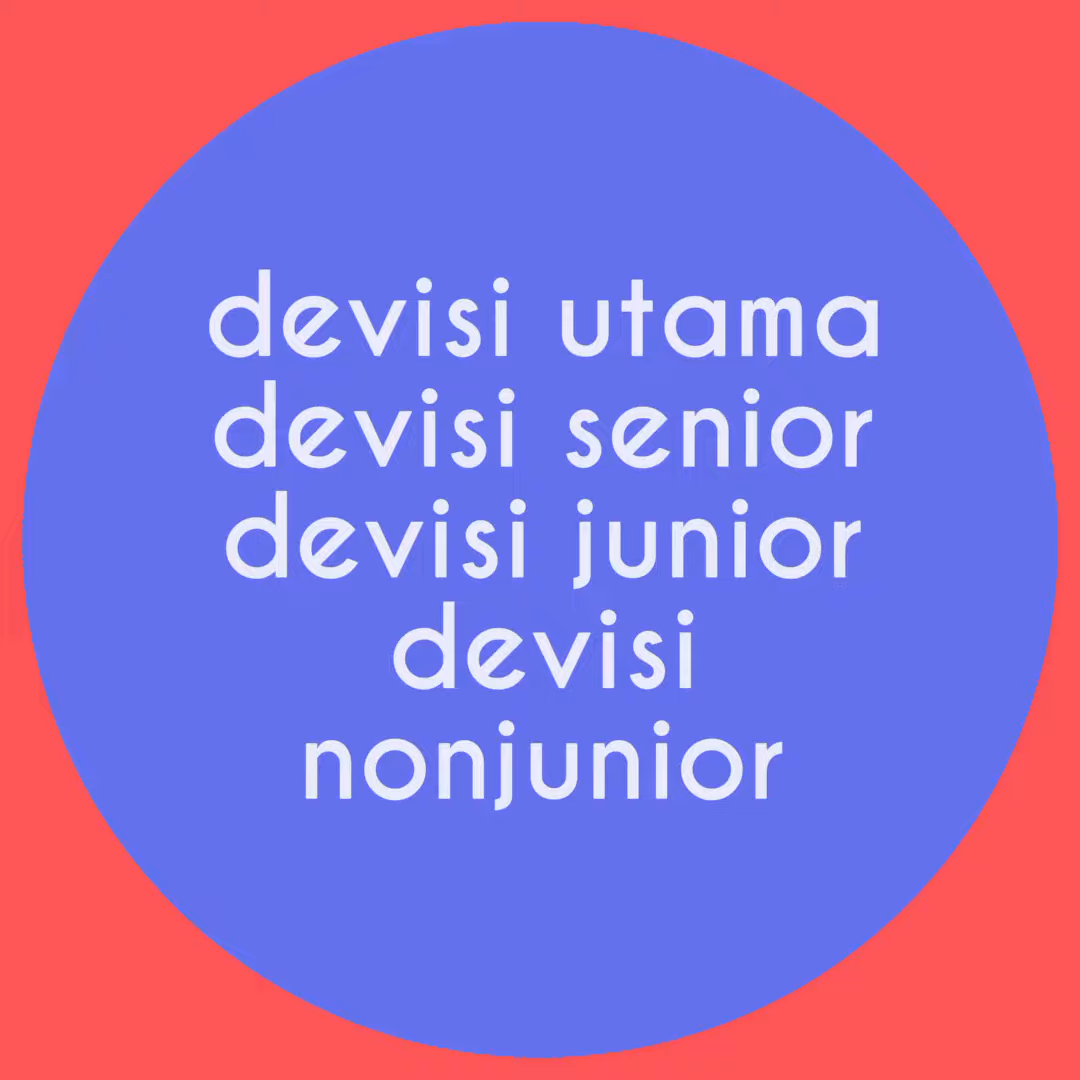 devisi utama
devisi senior
devisi junior
devisi
nonjunior